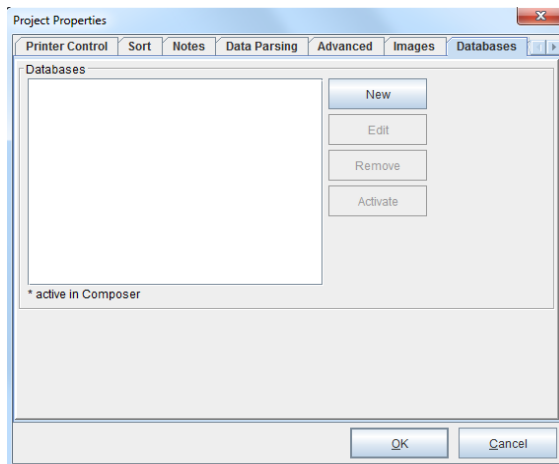 Project Properties
Printer Control Sort Notes Data Parsing Advanced Images Databases
Databases
New
Edit
Remove
Activate
* active in Composer
OK Cancel